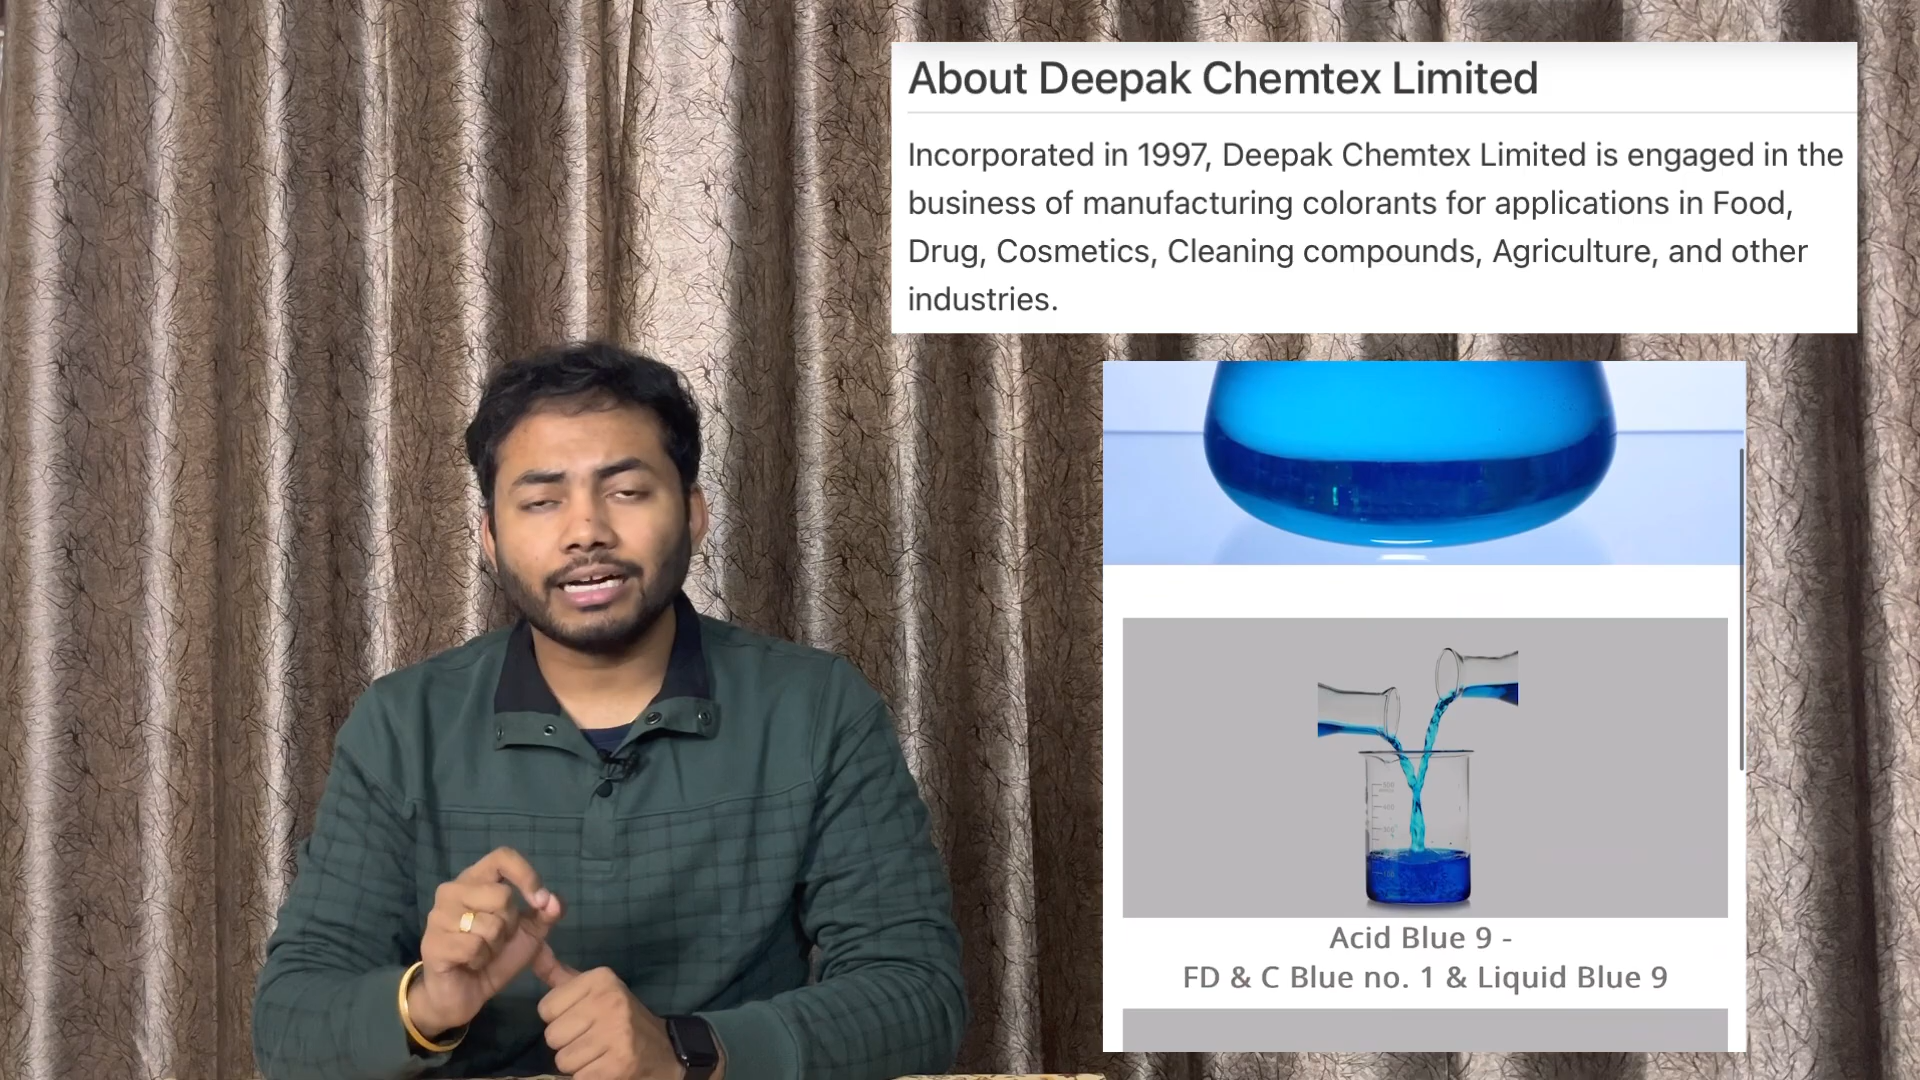 About Deepak Chemtex Limited
Incorporated in 1997, Deepak Chemtex Limited is engaged in the
business of manufacturing colorants for applications in Food,
Drug, Cosmetics, Cleaning compounds, Agriculture, and other
industries.
Acid Blue 9 -
FD & C Blue no. 1 & Liquid Blue 9